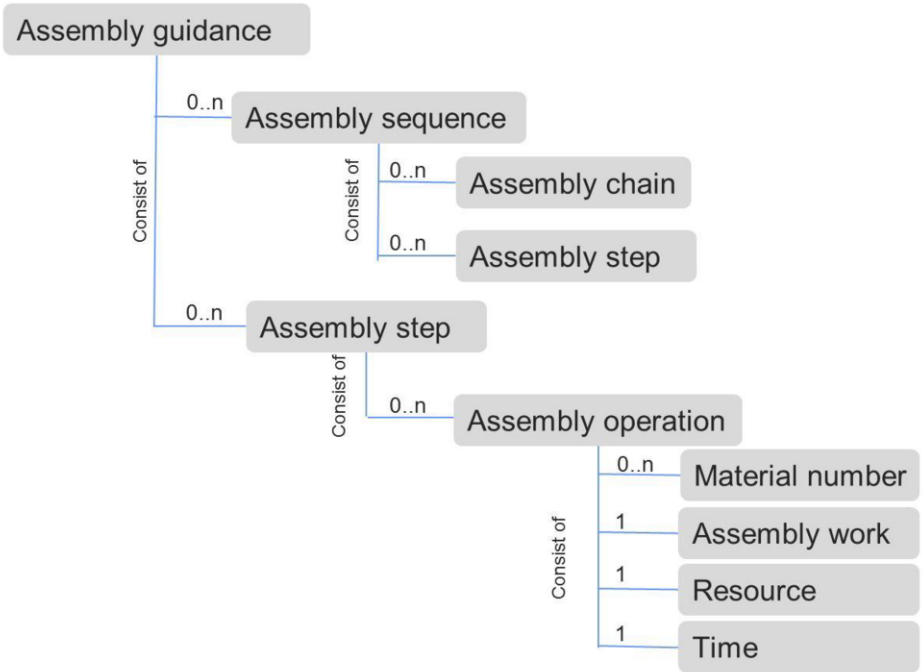 Assembly guidance
0..n
Assembly sequence
Consist of
Consist of
0..n
Assembly chain
0..n
Assembly step
0..n
Assembly step
Consist of
0..n
Assembly operation
Consist of
0..n
Material number
1
Assembly work
1
Resource
1
Time